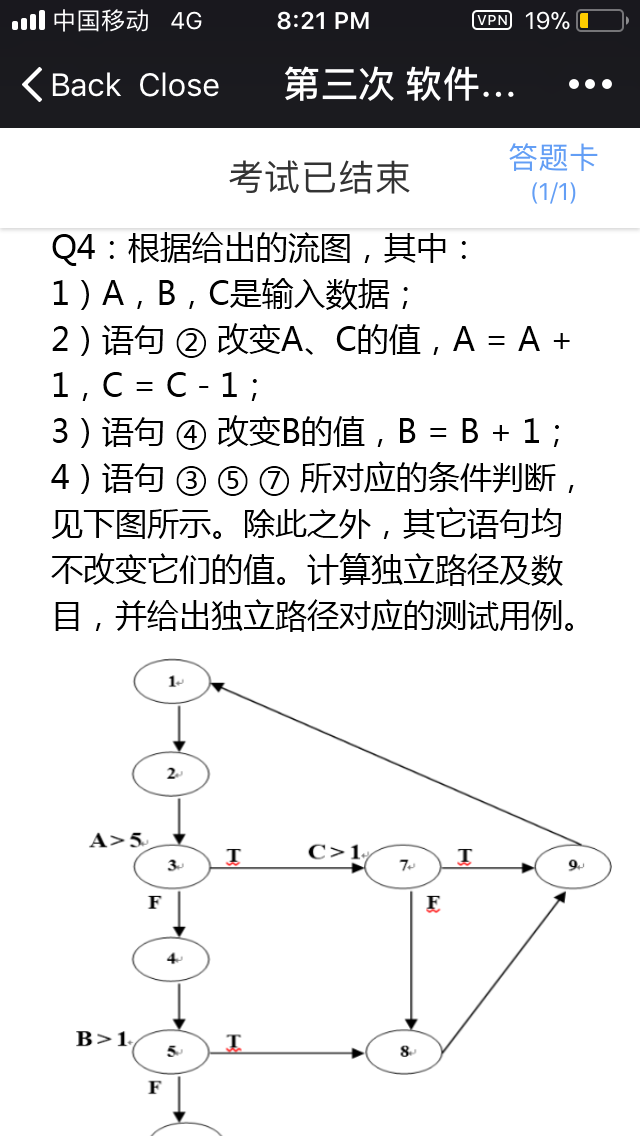 中国移动 4G 8:21 PM VPN 19%
Back Close 第三次 软件... •••
考试已结束
答题卡
(1/1)
Q4：根据给出的流图，其中：
1）A，B，C是输入数据；
2）语句 ② 改变A、C的值，A = A +
1，C = C - 1；
3）语句 ④ 改变B的值，B = B + 1；
4）语句 ③ ⑤ ⑦ 所对应的条件判断，
见下图所示。除此之外，其它语句均
不改变它们的值。计算独立路径及数
目，并给出独立路径对应的测试用例。
1
2
A>5
3
T
C>1
7
T
9
F
F
4
B>1
5
T
8
F